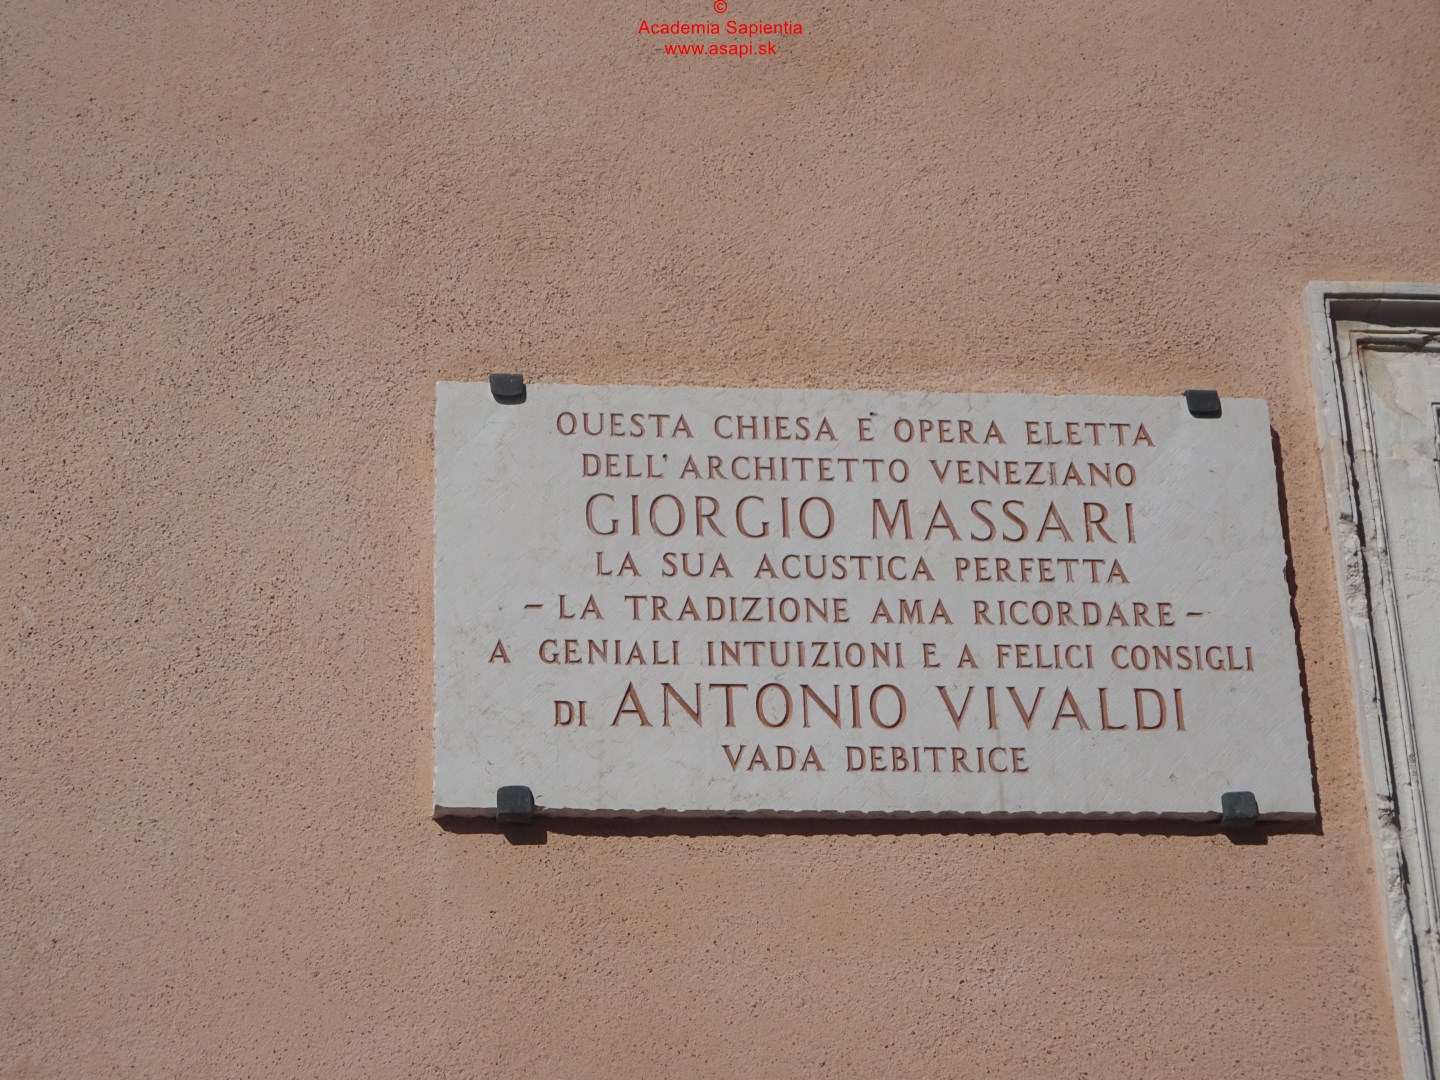 ©
Academia Sapientia
www.asapi.sk
QUESTA CHIESA E' OPERA ELETTA
DELL' ARCHITETTO VENEZIANO
GIORGIO MASSARI
LA SUA ACUSTICA PERFETTA
– LA TRADIZIONE AMA RICORDARE –
A GENIALI INTUIZIONI E A FELICI CONSIGLI
DI ANTONIO VIVALDI
VADA DEBITRICE